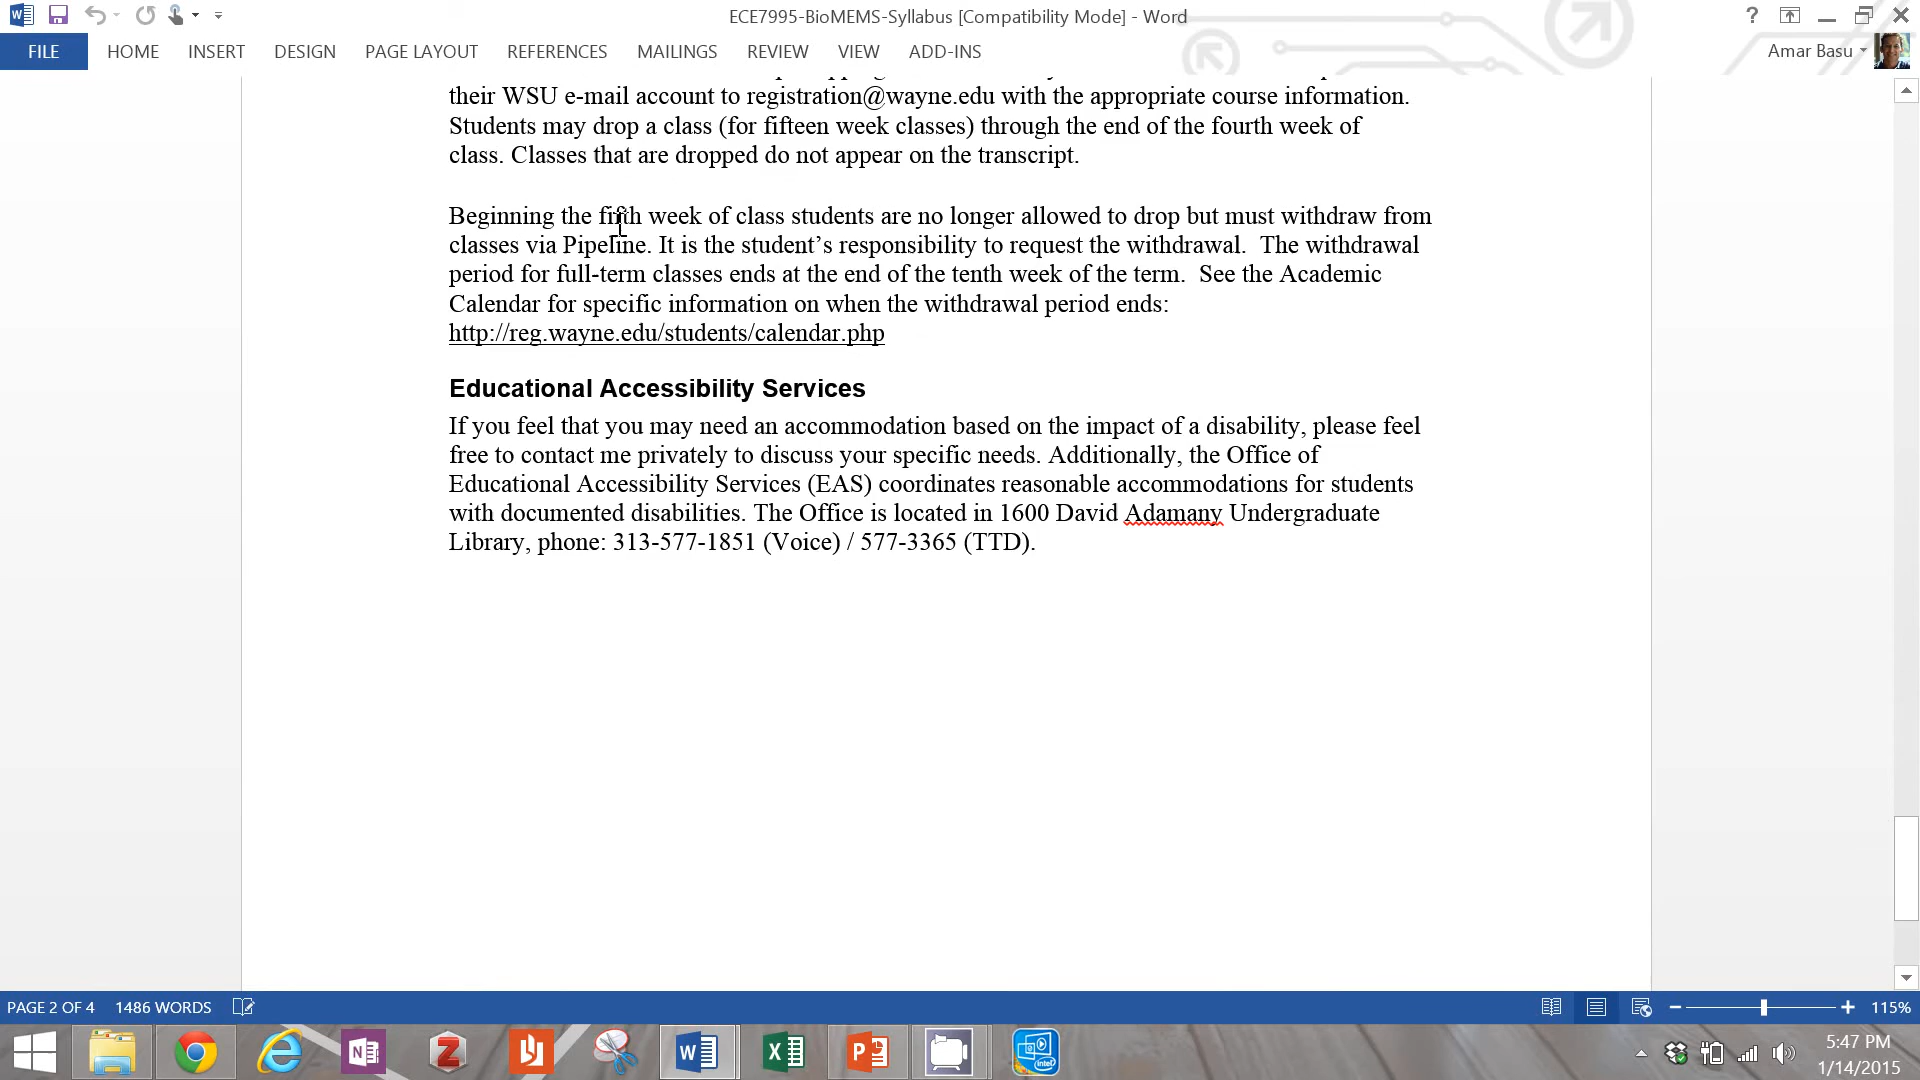 ECE7995-BioMEMS-Syllabus [Compatibility Mode] - Word
FILE HOME INSERT DESIGN PAGE LAYOUT REFERENCES MAILINGS REVIEW VIEW ADD-INS Amar Basu
their WSU e-mail account to registration@wayne.edu with the appropriate course information.
Students may drop a class (for fifteen week classes) through the end of the fourth week of
class. Classes that are dropped do not appear on the transcript.
Beginning the fifth week of class students are no longer allowed to drop but must withdraw from
classes via Pipeline. It is the student’s responsibility to request the withdrawal.  The withdrawal
period for full-term classes ends at the end of the tenth week of the term.  See the Academic
Calendar for specific information on when the withdrawal period ends:
http://reg.wayne.edu/students/calendar.php
Educational Accessibility Services
If you feel that you may need an accommodation based on the impact of a disability, please feel
free to contact me privately to discuss your specific needs. Additionally, the Office of
Educational Accessibility Services (EAS) coordinates reasonable accommodations for students
with documented disabilities. The Office is located in 1600 David Adamany Undergraduate
Library, phone: 313-577-1851 (Voice) / 577-3365 (TTD).
PAGE 2 OF 4 1486 WORDS 115%
5:47 PM
1/14/2015